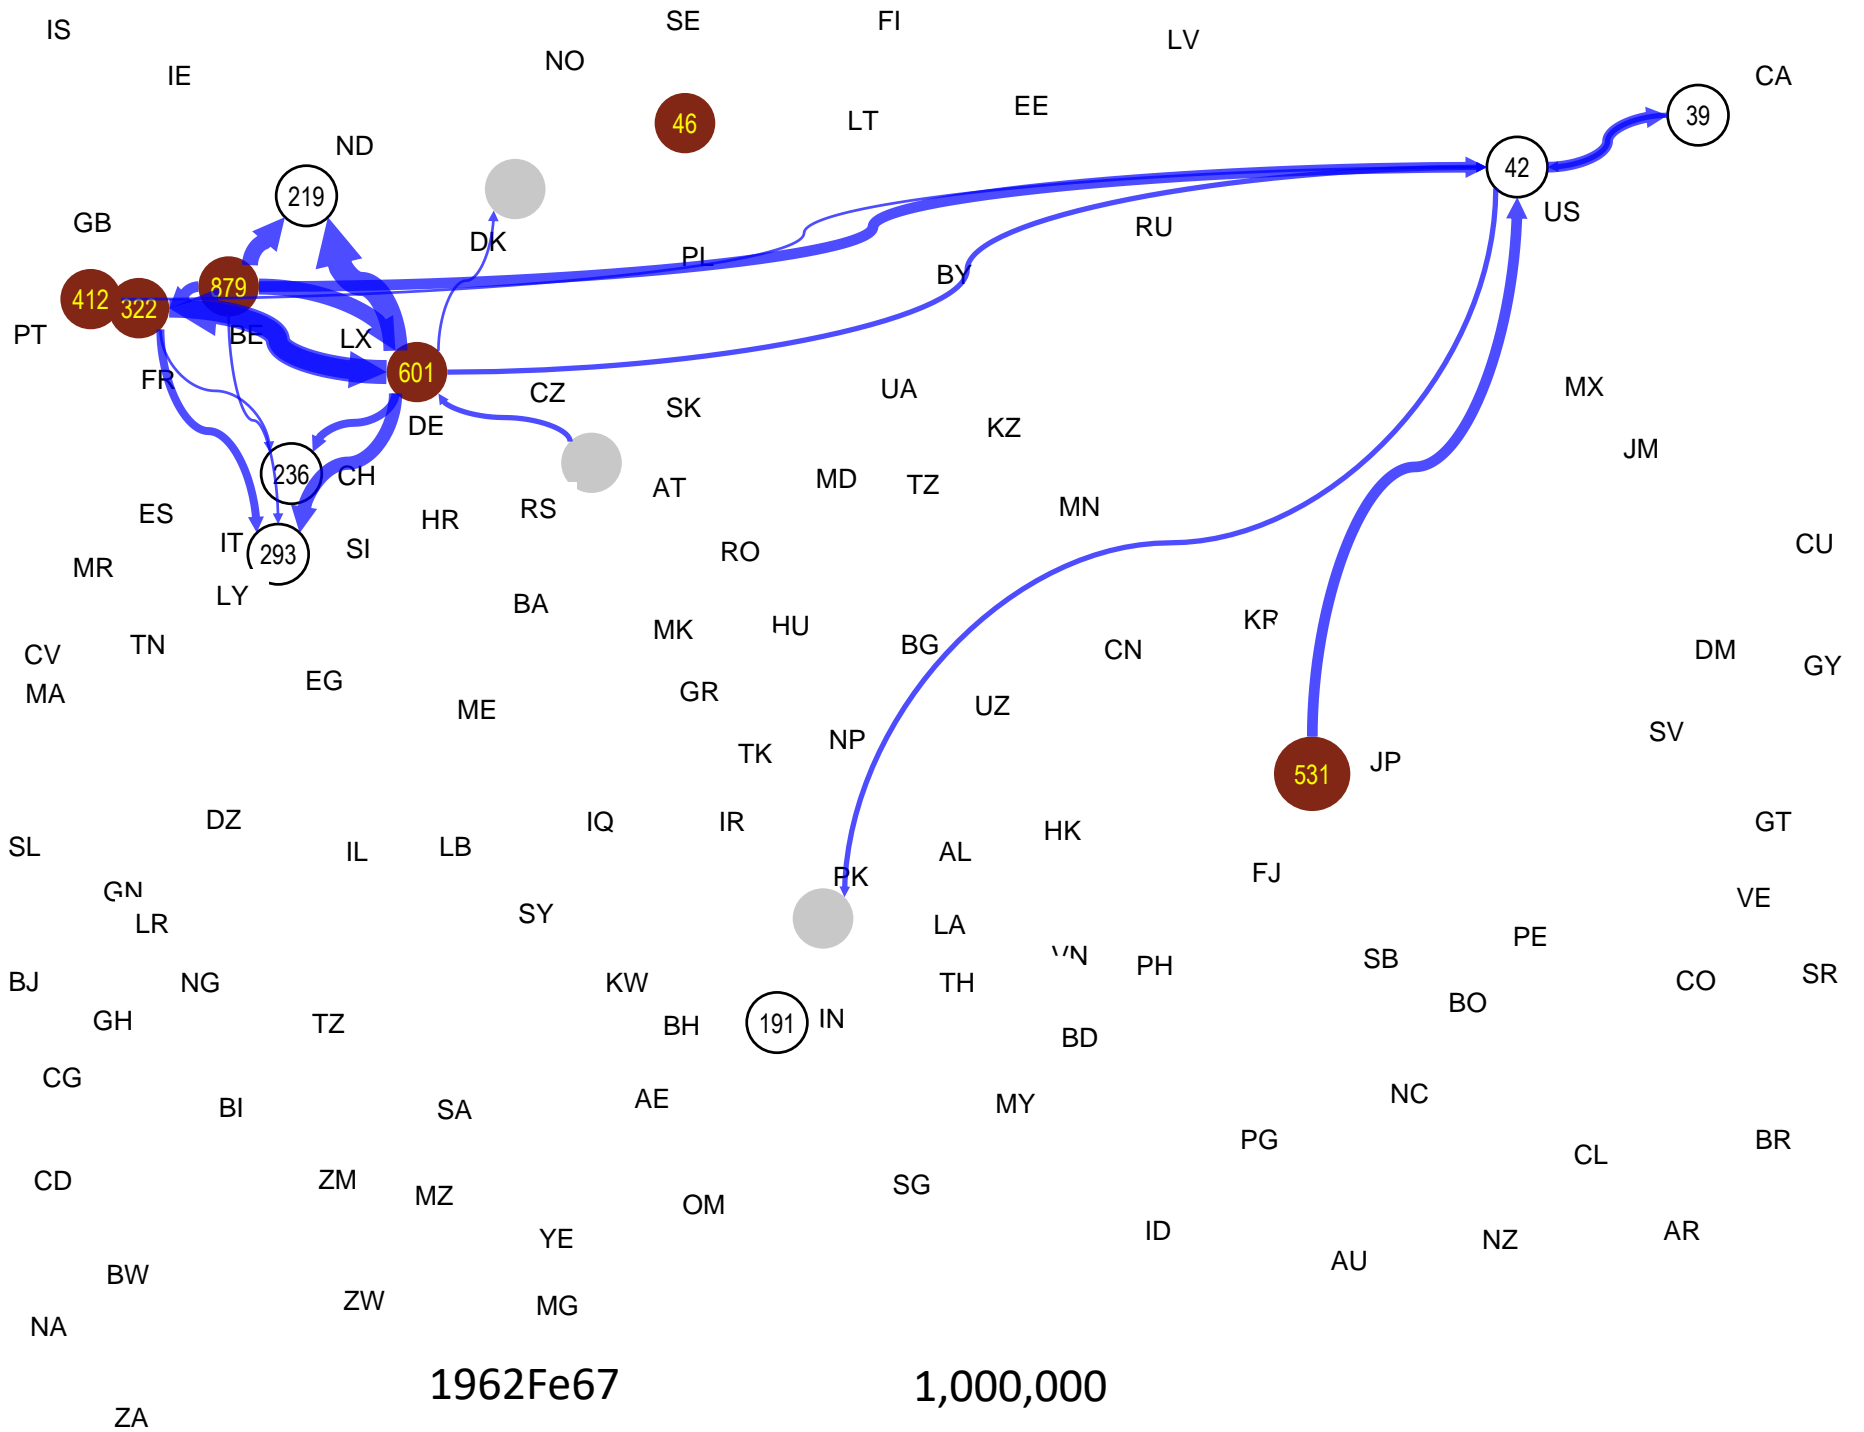 IS
SE
FI
LV
NO
IE
CA
EE
LT
46
39
ND
42
219
US
GB
RU
DK
PL
BY
879
412
322
PT
BE
LX
601
FR
CZ
UA
MX
SK
DE
KZ
JM
236
CH
MD
TZ
AT
MN
RS
ES
HR
IT
293
SI
RO
CU
MR
LY
BA
KR
MK
HU
TN
BG
CN
DM
CV
GY
EG
MA
GR
ME
UZ
SV
NP
TK
JP
531
DZ
IQ
IR
GT
HK
SL
IL
LB
AL
FJ
PK
GN
VE
SY
LR
LA
PE
VN
SB
PH
SR
BJ
NG
KW
TH
CO
BO
GH
TZ
BH
191
IN
BD
CG
NC
BI
SA
AE
MY
PG
BR
CL
CD
ZM
MZ
SG
OM
ID
AR
YE
NZ
AU
BW
ZW
MG
NA
1962Fe67
1,000,000
ZA